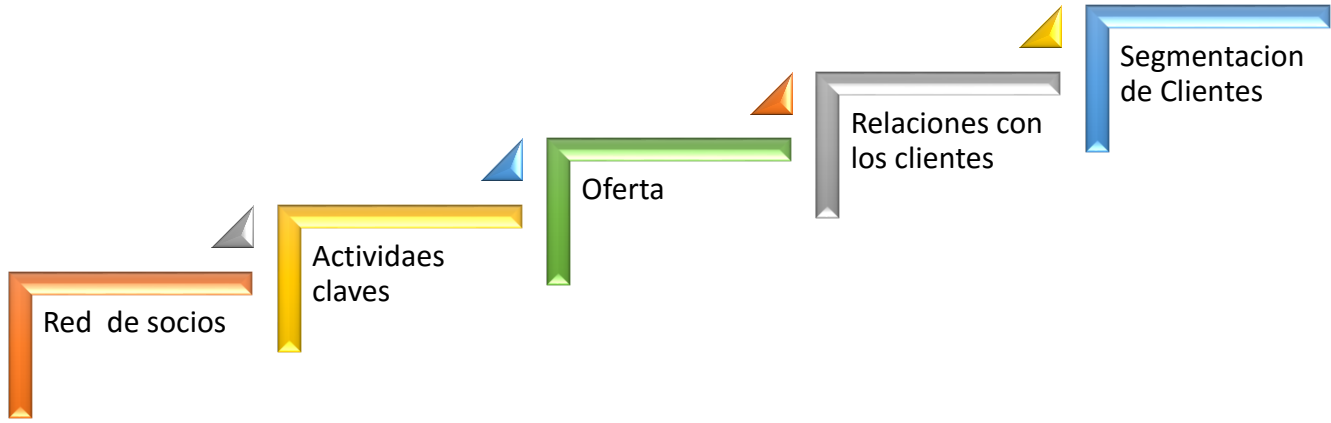 Red  de socios
Actividaes
claves
Oferta
Relaciones con
los clientes
Segmentacion
de Clientes